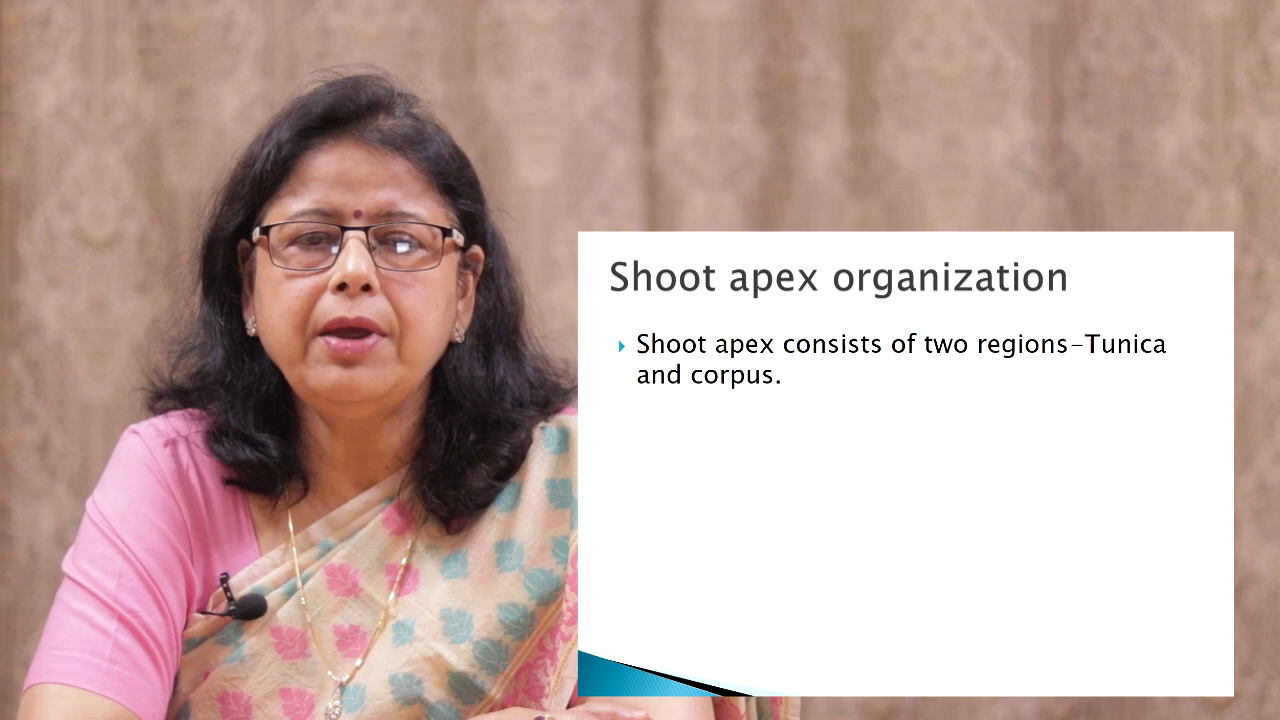 Shoot apex organization
Shoot apex consists of two regions-Tunica
and corpus.